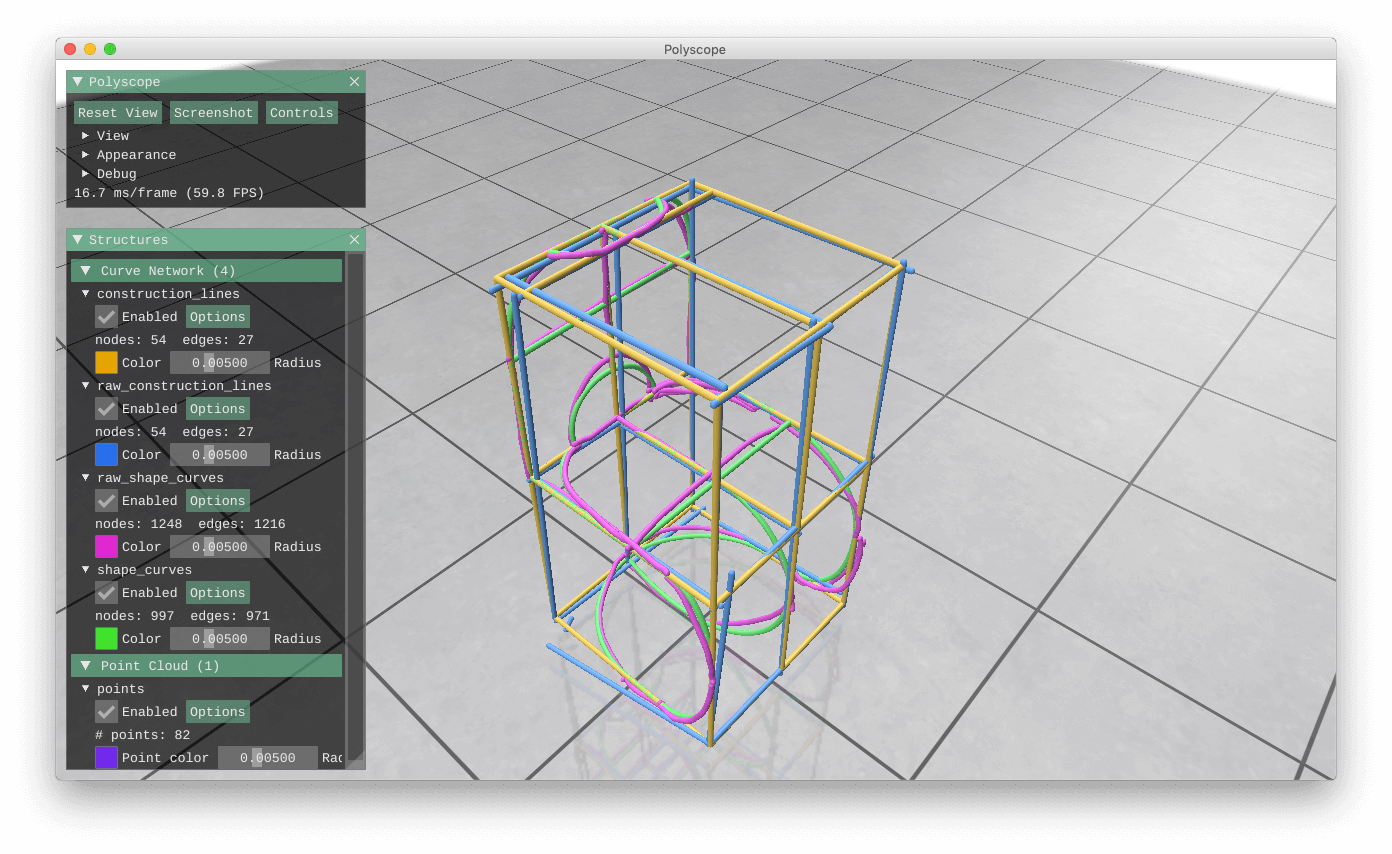 Polyscope
Polyscope
Reset View Screenshot Controls
View
Appearance
Debug
16.7 ms/frame (59.8 FPS)
Structures
Curve Network (4)
construction_lines
Enabled Options
nodes: 54 edges: 27
Color 0.00500 Radius
raw_construction_lines
Enabled Options
nodes: 54 edges: 27
Color 0.00500 Radius
raw_shape_curves
Enabled Options
nodes: 1248 edges: 1216
Color 0.00500 Radius
shape_curves
Enabled Options
nodes: 997 edges: 971
Color 0.00500 Radius
Point Cloud (1)
points
Enabled Options
# points: 82
Point color 0.00500 Rad